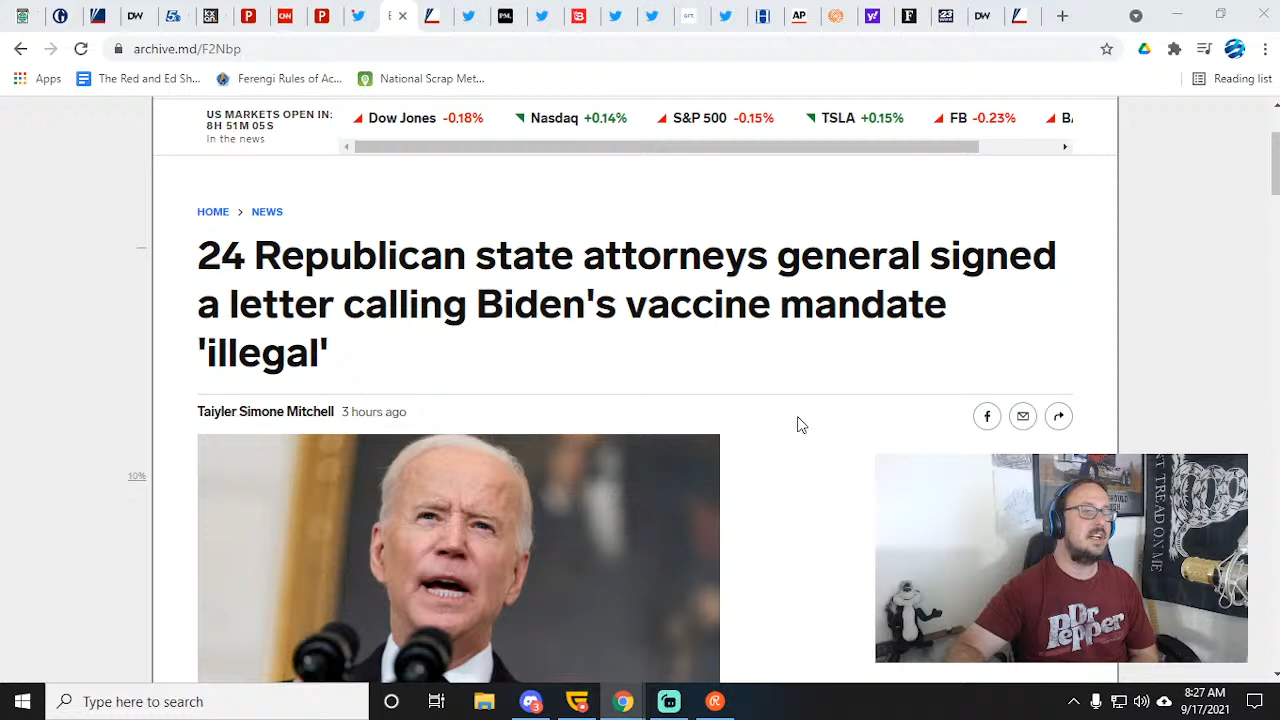 archive.md/F2Nbp
Apps
The Red and Ed Sh...
Ferengi Rules of Ac...
National Scrap Met...
Reading list
US MARKETS OPEN IN:
8H 51M 05S
In the news
Dow Jones -0.18%
Nasdaq +0.14%
S&P 500 -0.15%
TSLA +0.15%
FB -0.23%
HOME > NEWS
24 Republican state attorneys general signed
a letter calling Biden's vaccine mandate
'illegal'
Taiyler Simone Mitchell 3 hours ago
10%
T TREAD ON ME
Dr
Pepper
Type here to search
8:27 AM
9/17/2021